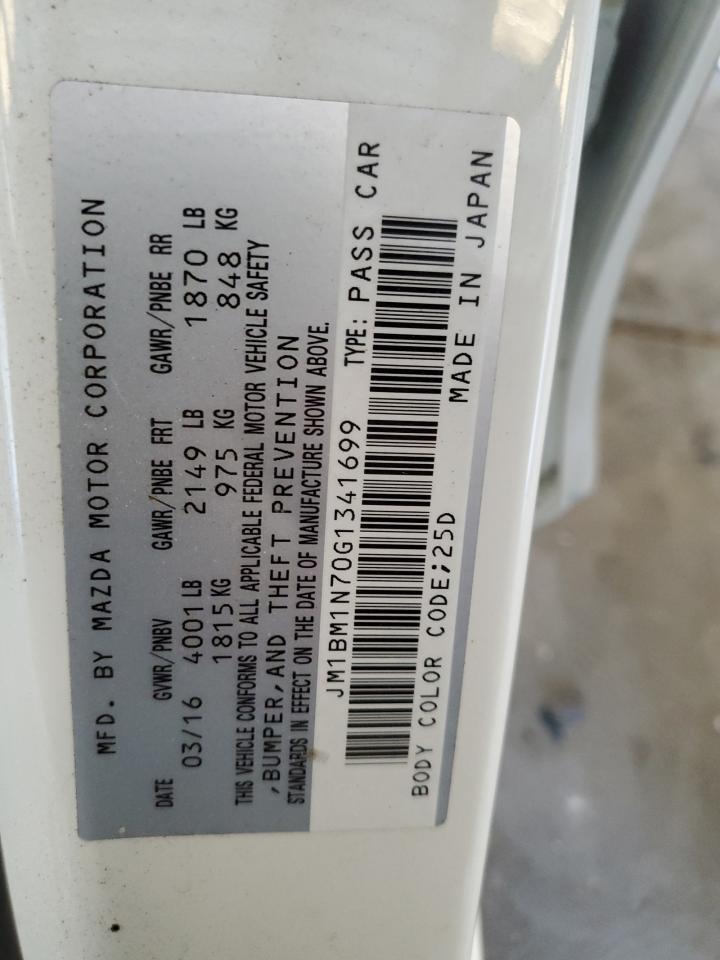 MFD. BY MAZDA MOTOR CORPORATION
DATE GVWR/PNBV GAWR/PNBE FRT GAWR/PNBE RR
03/16 4001 LB 2149 LB 1870 LB
1815 KG 975 KG 848 KG
THIS VEHICLE CONFORMS TO ALL APPLICABLE FEDERAL MOTOR VEHICLE SAFETY
,BUMPER,AND THEFT PREVENTION
STANDARDS IN EFFECT ON THE DATE OF MANUFACTURE SHOWN ABOVE.
JM1BM1N70G1341699 TYPE: PASS CAR
BODY COLOR CODE;25D MADE IN JAPAN